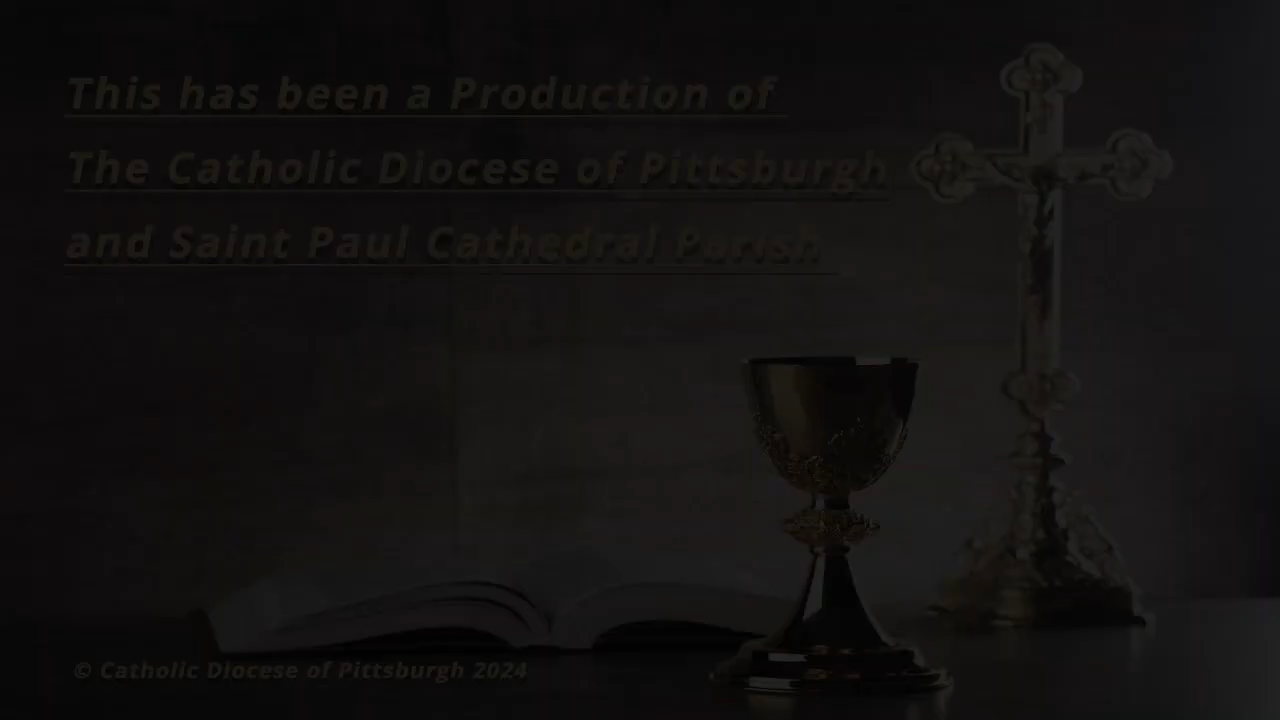 This has been a Production of
The Catholic Diocese of Pittsburgh
and Saint Paul Cathedral Parish
© Catholic Diocese of Pittsburgh 2024